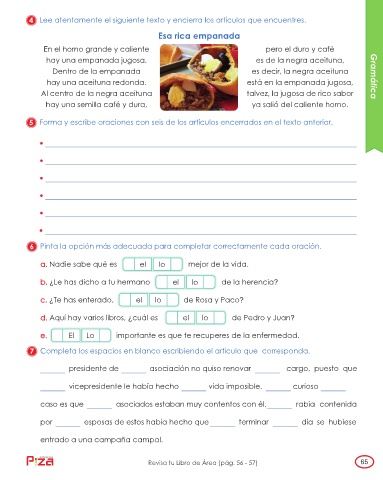 4 Lee atentamente el siguiente texto y encierra los artículos que encuentres.
Esa rica empanada
En el horno grande y caliente
hay una empanada jugosa.
Dentro de la empanada
hay una aceituna redonda.
Al centro de la negra aceituna
hay una semilla café y dura,
pero el duro y café
es de la negra aceituna,
es decir, la negra aceituna
está en la empanada jugosa,
talvez, la jugosa de rico sabor
ya salió del caliente horno.
Gramática
5 Forma y escribe oraciones con seis de los artículos encerrados en el texto anterior.
6 Pinta la opción más adecuada para completar correctamente cada oración.
a. Nadie sabe qué es el lo mejor de la vida.
b. ¿Le has dicho a tu hermano el lo de la herencia?
c. ¿Te has enterado, el lo de Rosa y Paco?
d. Aquí hay varios libros, ¿cuál es el lo de Pedro y Juan?
e. El Lo importante es que te recuperes de la enfermedad.
7 Completa los espacios en blanco escribiendo el artículo que corresponda.
______ presidente de ______ asociación no quiso renovar ______ cargo, puesto que
______ vicepresidente le había hecho ______ vida imposible. ______ curioso ______
caso es que ______ asociados estaban muy contentos con él. ______ rabia contenida
por ______ esposas de estos había hecho que ______ terminar ______ día se hubiese
entrado a una campaña campal.
Piza
Revisa tu Libro de Área (pág. 56 - 57)
65